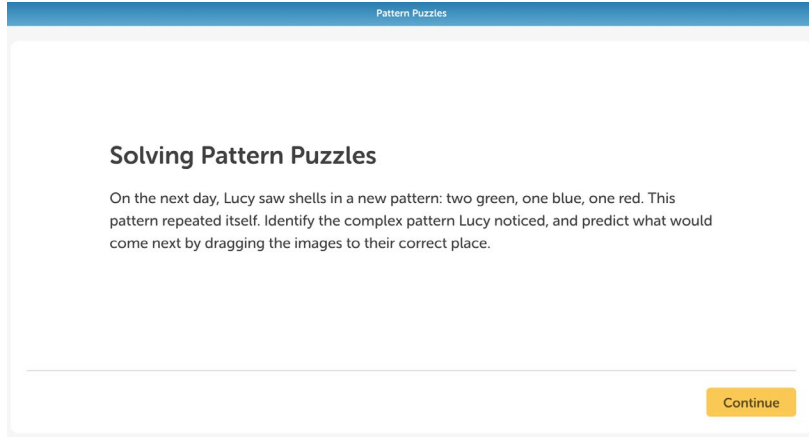 Pattern Puzzles
Solving Pattern Puzzles
On the next day, Lucy saw shells in a new pattern: two green, one blue, one red. This
pattern repeated itself. Identify the complex pattern Lucy noticed, and predict what would
come next by dragging the images to their correct place.
Continue